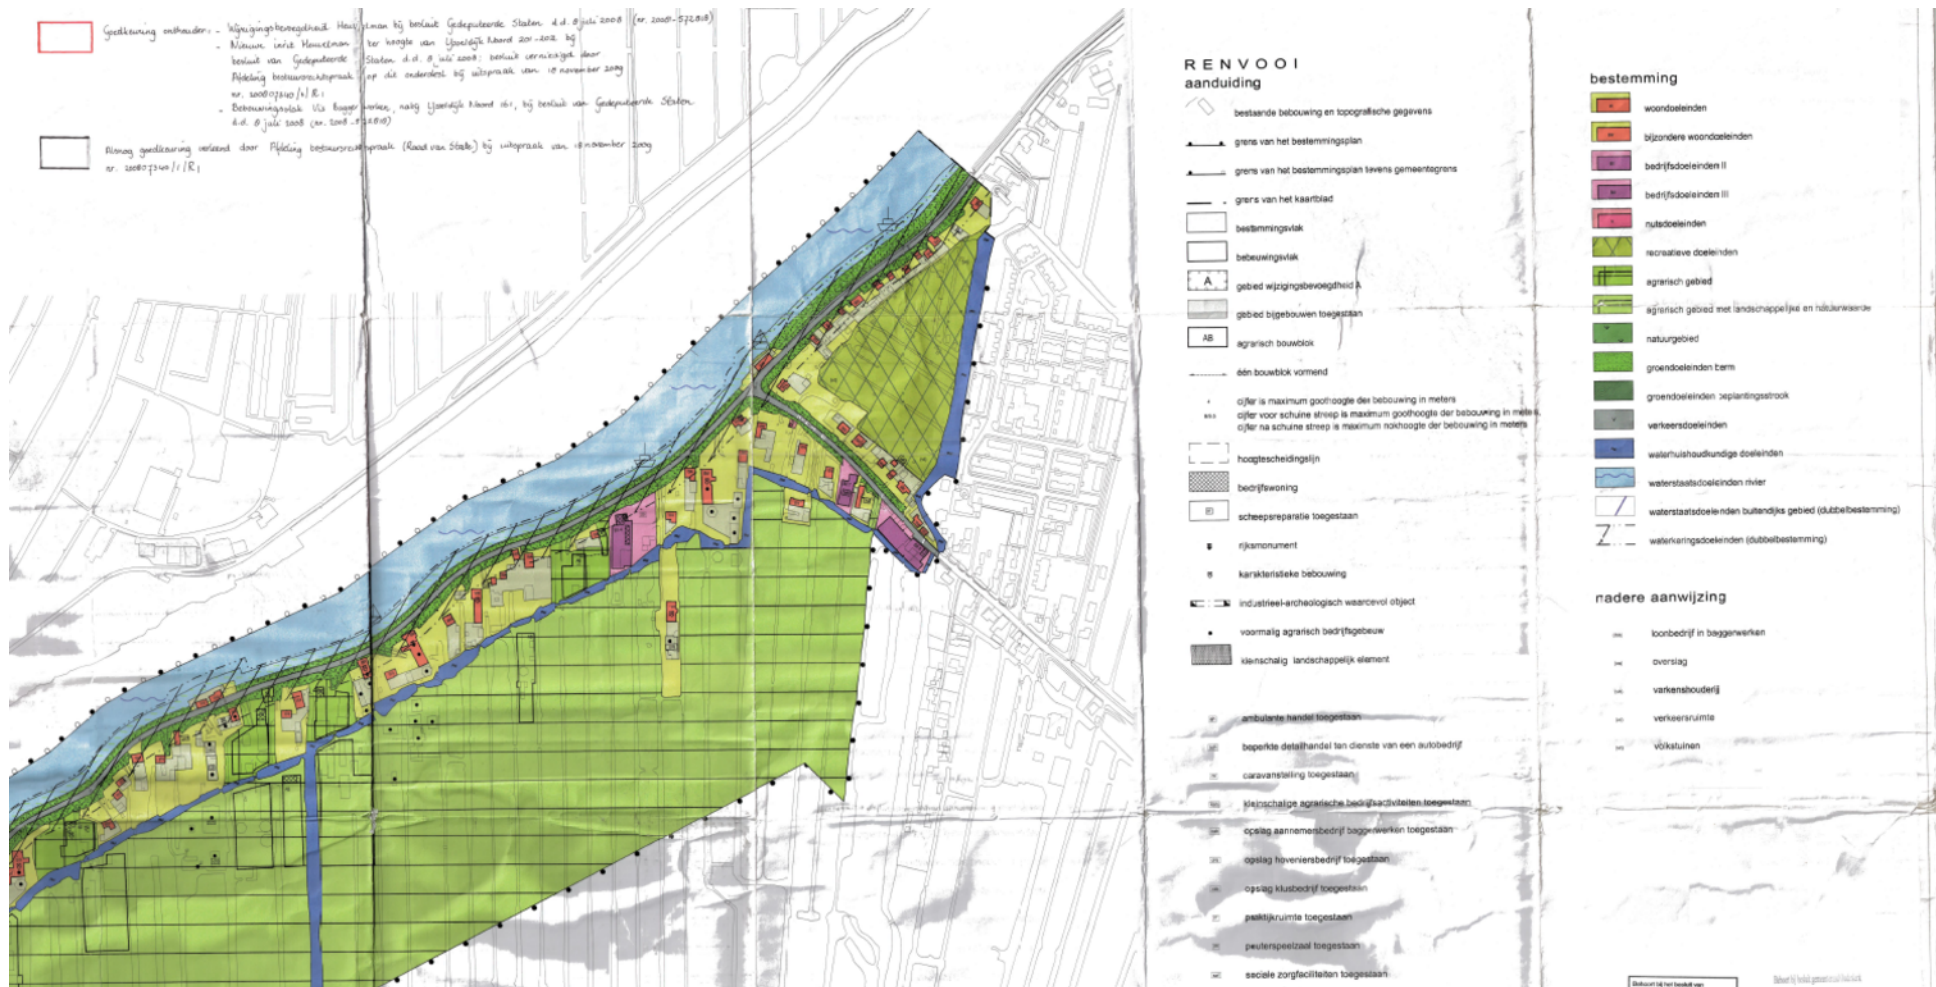 Goedkeuring onthouden: - Wijzigingsbevoegdheid Heuvelman bij besluit Gedeputeerde Staten d.d. 8 juli 2008 (nr. 2008-572818)
- Nieuwe inrit Heuvelman ter hoogte van IJsseldijk Noord 201-202 bij
besluit van Gedeputeerde Staten d.d. 8 juli 2008; besluit vernietigd door
Afdeling bestuursrechtspraak op dit onderdeel bij uitspraak van 18 november 2009
nr. 200807340/1/R1
- Bebouwingsvlak Vis Baggerwerken, nabij IJsseldijk Noord 161, bij besluit van Gedeputeerde Staten
d.d. 8 juli 2008
Alsnog goedkeuring verleend door Afdeling bestuursrechtspraak (Raad van State) bij uitspraak van 18 november 2009
nr. 200807340/1/R1
RENVOOI
aanduiding
bestaande bebouwing en topografische gegevens
grens van het bestemmingsplan
grens van het bestemmingsplan tevens gemeentegrens
grens van het kaartblad
bestemmingsvlak
bebouwingsvlak
A gebied wijzigingsbevoegdheid A
gebied bijgebouwen toegestaan
AB agrarisch bouwblok
één bouwblok vormend
cijfer is maximum goothoogte der bebouwing in meters
cijfer voor schuine streep is maximum goothoogte der bebouwing in meters,
cijfer na schuine streep is maximum nokhoogte der bebouwing in meters
hoogtescheidingslijn
bedrijfswoning
scheepsreparatie toegestaan
rijksmonument
karakteristieke bebouwing
industrieel-archeologisch waardevol object
voormalig agrarisch bedrijfsgebouw
kleinschalig landschappelijk element
ambulante handel toegestaan
beperkte detailhandel ten dienste van een autobedrijf
caravanstalling toegestaan
kleinschalige agrarische bedrijfsactiviteiten toegestaan
opslag aannemersbedrijf baggerwerken toegestaan
opslag hoveniersbedrijf toegestaan
opslag klusbedrijf toegestaan
praktijkruimte toegestaan
peuterspeelzaal toegestaan
sociale zorgfaciliteiten toegestaan
bestemming
woondoeleinden
bijzondere woondoeleinden
bedrijfsdoeleinden II
bedrijfsdoeleinden III
nutsdoeleinden
recreatieve doeleinden
agrarisch gebied
agrarisch gebied met landschappelijke en natuurwaarde
natuurgebied
groendoeleinden berm
groendoeleinden beplantingsstrook
verkeersdoeleinden
waterhuishoudkundige doeleinden
waterstaatsdoeleinden rivier
waterstaatsdoeleinden buitendijks gebied (dubbelbestemming)
waterkeringsdoeleinden (dubbelbestemming)
nadere aanwijzing
loonbedrijf in baggerwerken
overslag
varkenshouderij
verkeersruimte
volkstuinen
Behoort bij het besluit van